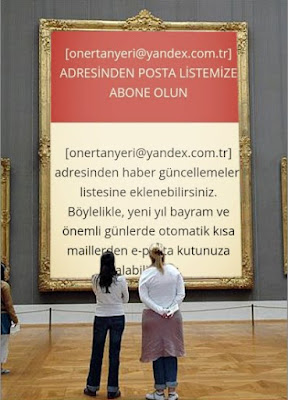 [onertanyeri@yandex.com.tr]
ADRESİNDEN POSTA LİSTEMİZE
ABONE OLUN
[onertanyeri@yandex.com.tr]
adresinden haber güncellemeler
listesine eklenebilirsiniz.
Böylelikle, yeni yıl bayram ve
önemli günlerde otomatik kısa
maillerden e-posta kutunuza